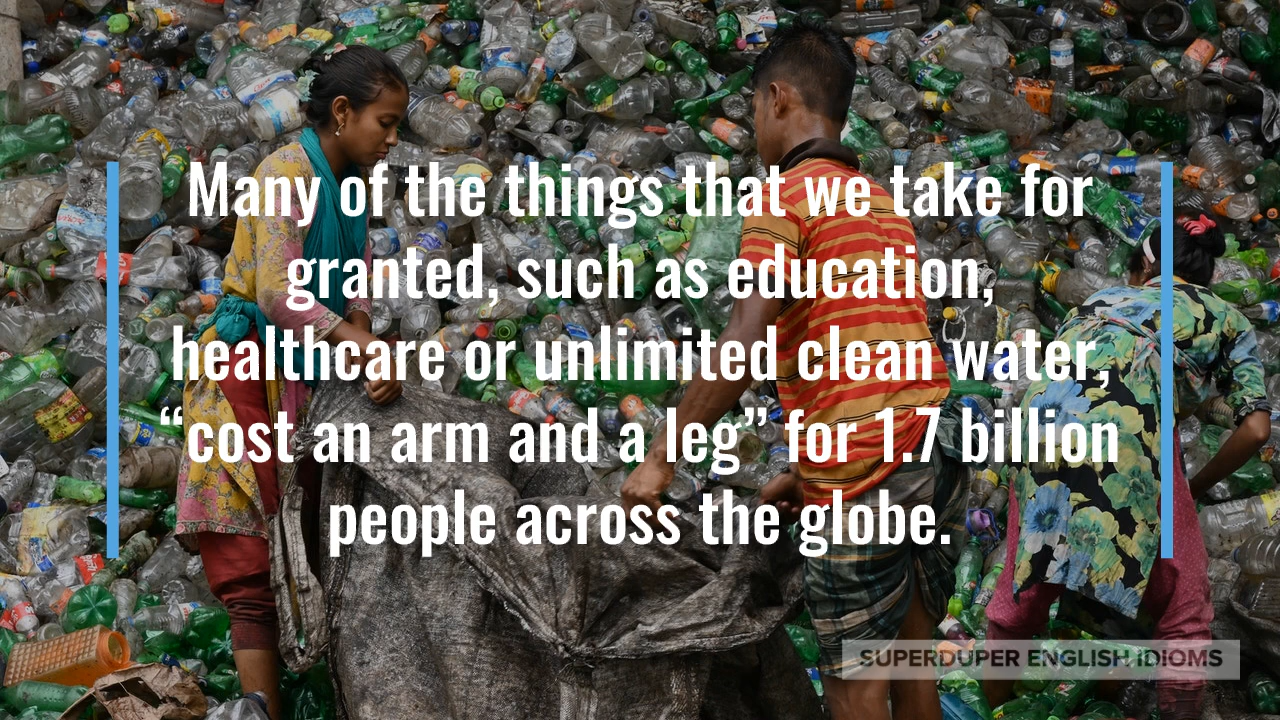 Many of the things that we take for
granted, such as education,
healthcare or unlimited clean water,
“cost an arm and a leg” for 1.7 billion
people across the globe.
SUPERDUPER ENGLISH IDIOMS